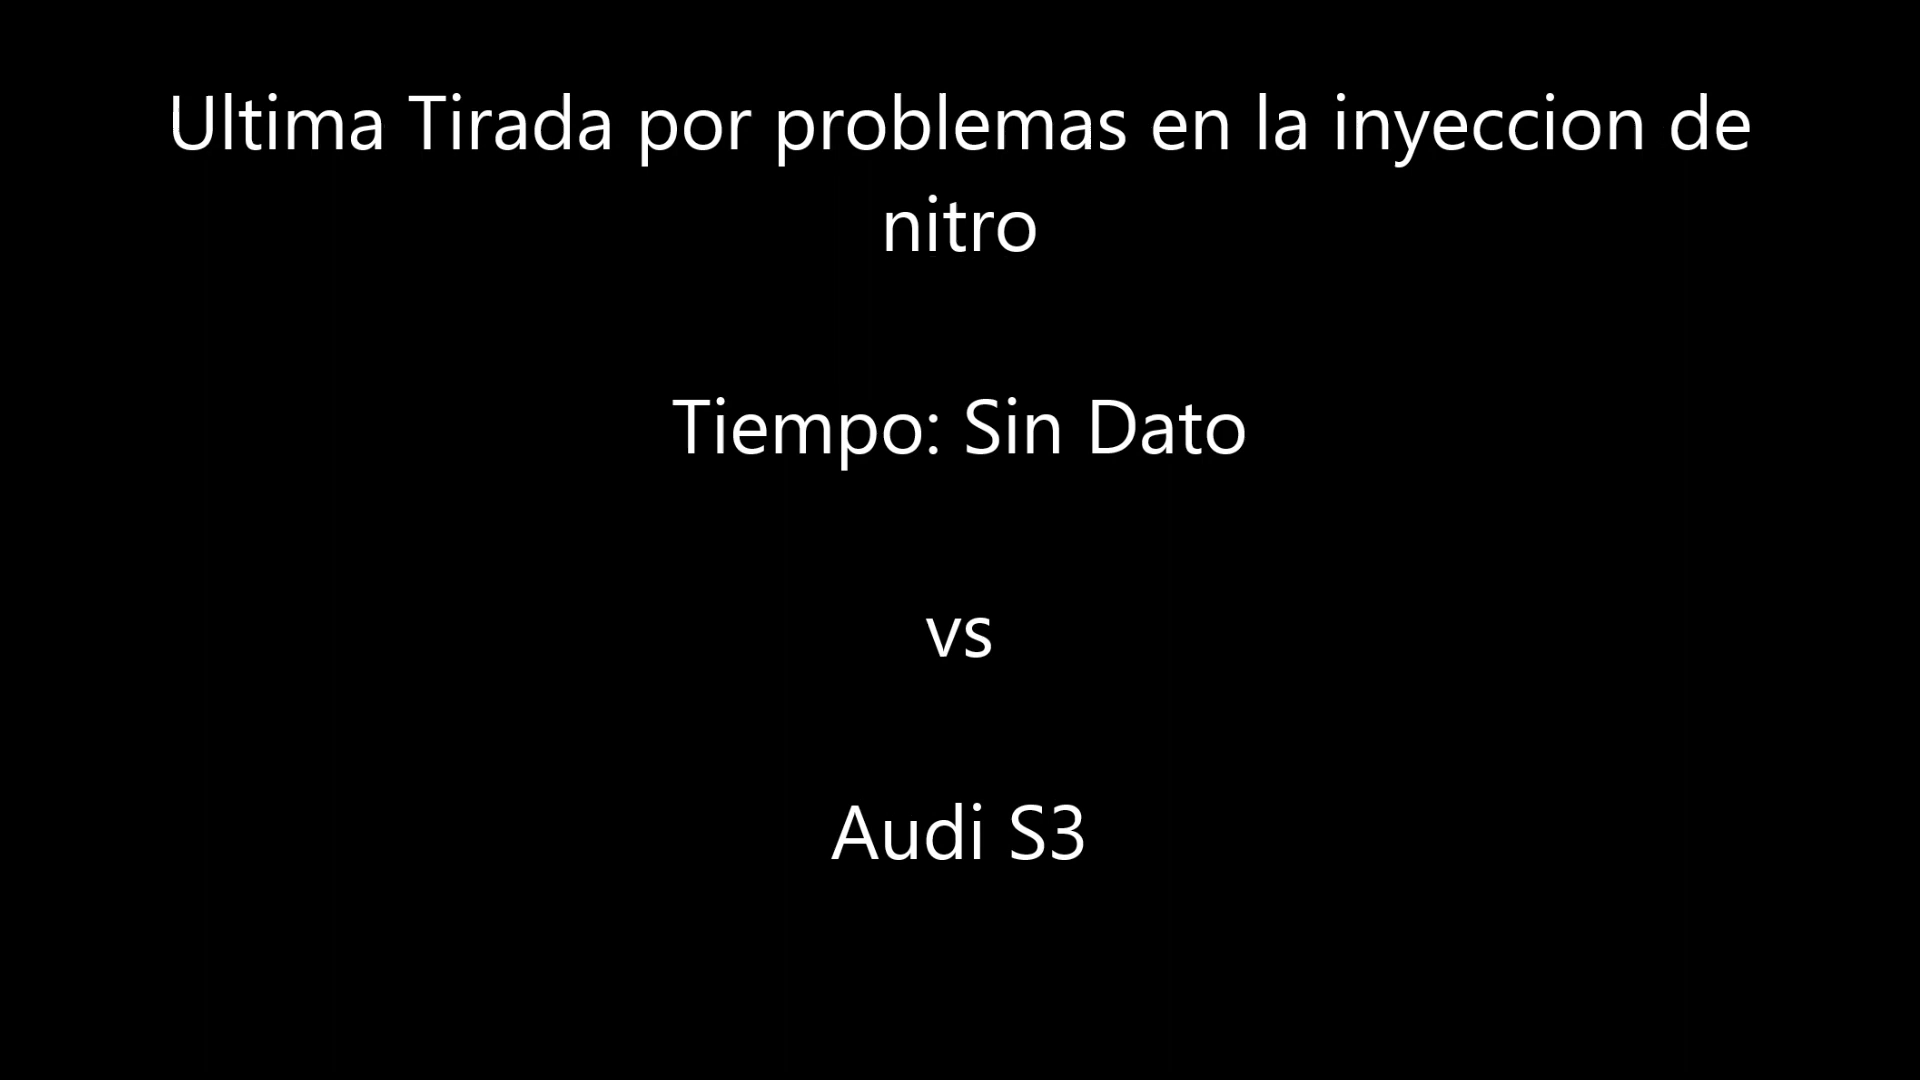 Ultima Tirada por problemas en la inyeccion de
nitro
Tiempo: Sin Dato
vs
Audi S3